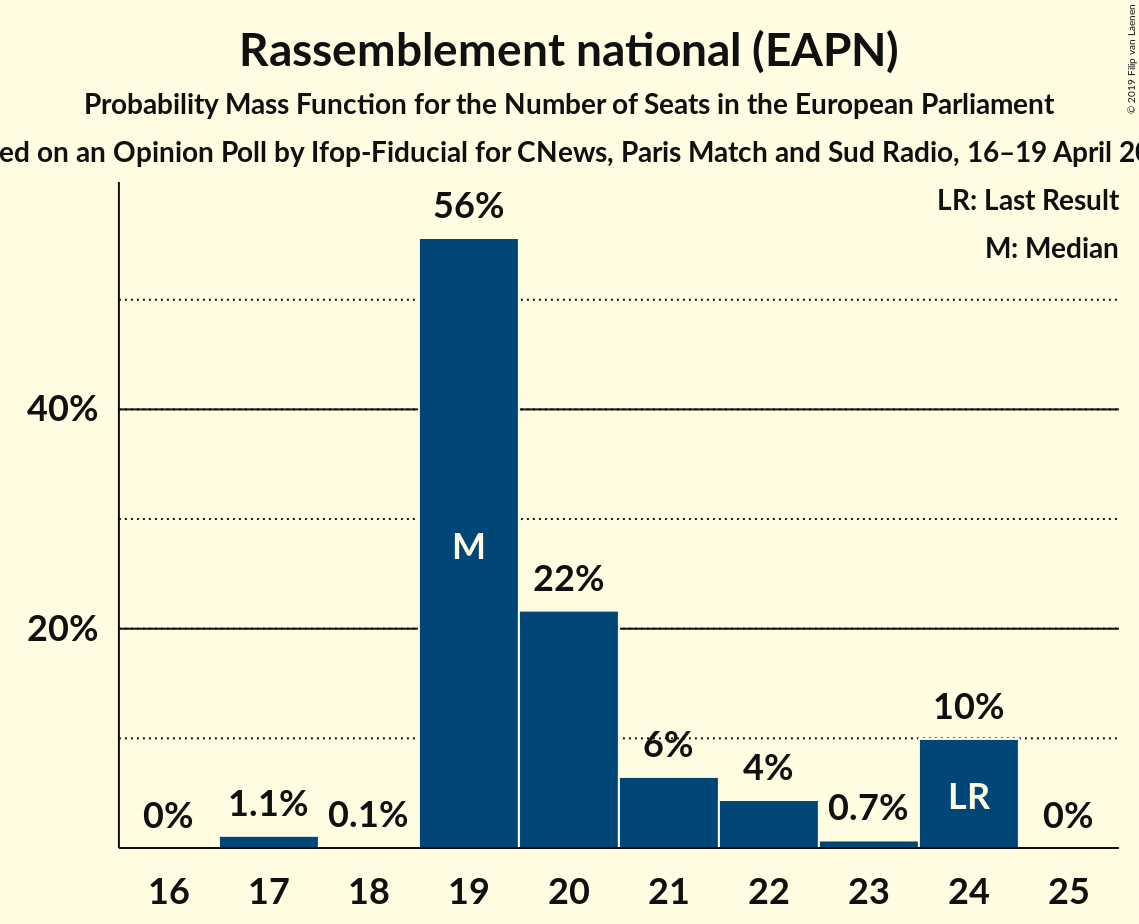 Rassemblement national (EAPN)
Probability Mass Function for the Number of Seats in the European Parliament
on an Opinion Poll by Ifop-Fiducial for CNews, Paris Match and Sud Radio, 16–19 April
© 2019 Filip van Laenen
LR: Last Result
M: Median
56%
40%
M
22%
20%
10%
6%
4%
LR
0%
1.1%
0.1%
0.7%
0%
16 17 18 19 20 21 22 23 24 25